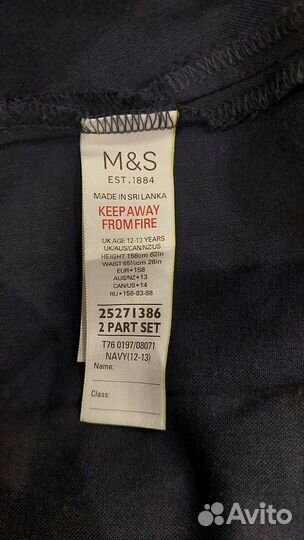 M&S
EST. 1884
MADE IN SRI LANKA
KEEP AWAY
FROM FIRE
UK AGE 12-13 YEARS
UK/AUS/CAN/NZ/US
HEIGHT 158cm 62in
WAIST 65½cm 26in
EUR • 158
AUS/NZ • 13
CAN/US • 14
RU • 158-83-88
25271386
2 PART SET
T76 0197/08071
NAVY(12-13)
Name:
Class:
Avito